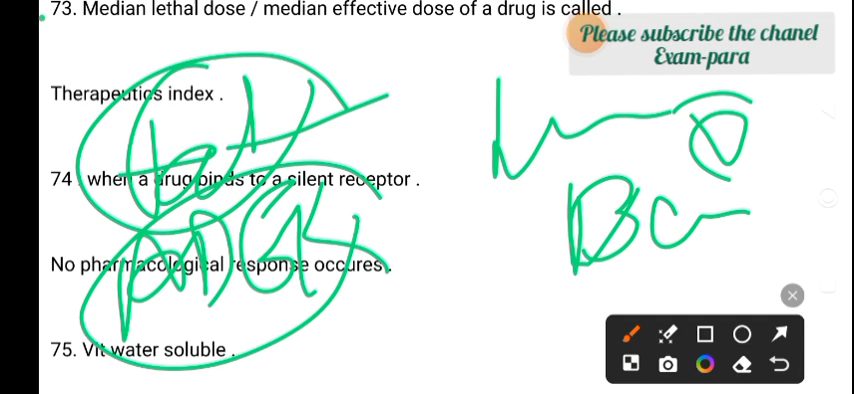 73. Median lethal dose / median effective dose of a drug is called .
Please subscribe the chanel
Exam-para
Therapeutics index .
74 . when a drug binds to a silent receptor .
No pharmacological response occures .
75. Vit water soluble .
BC